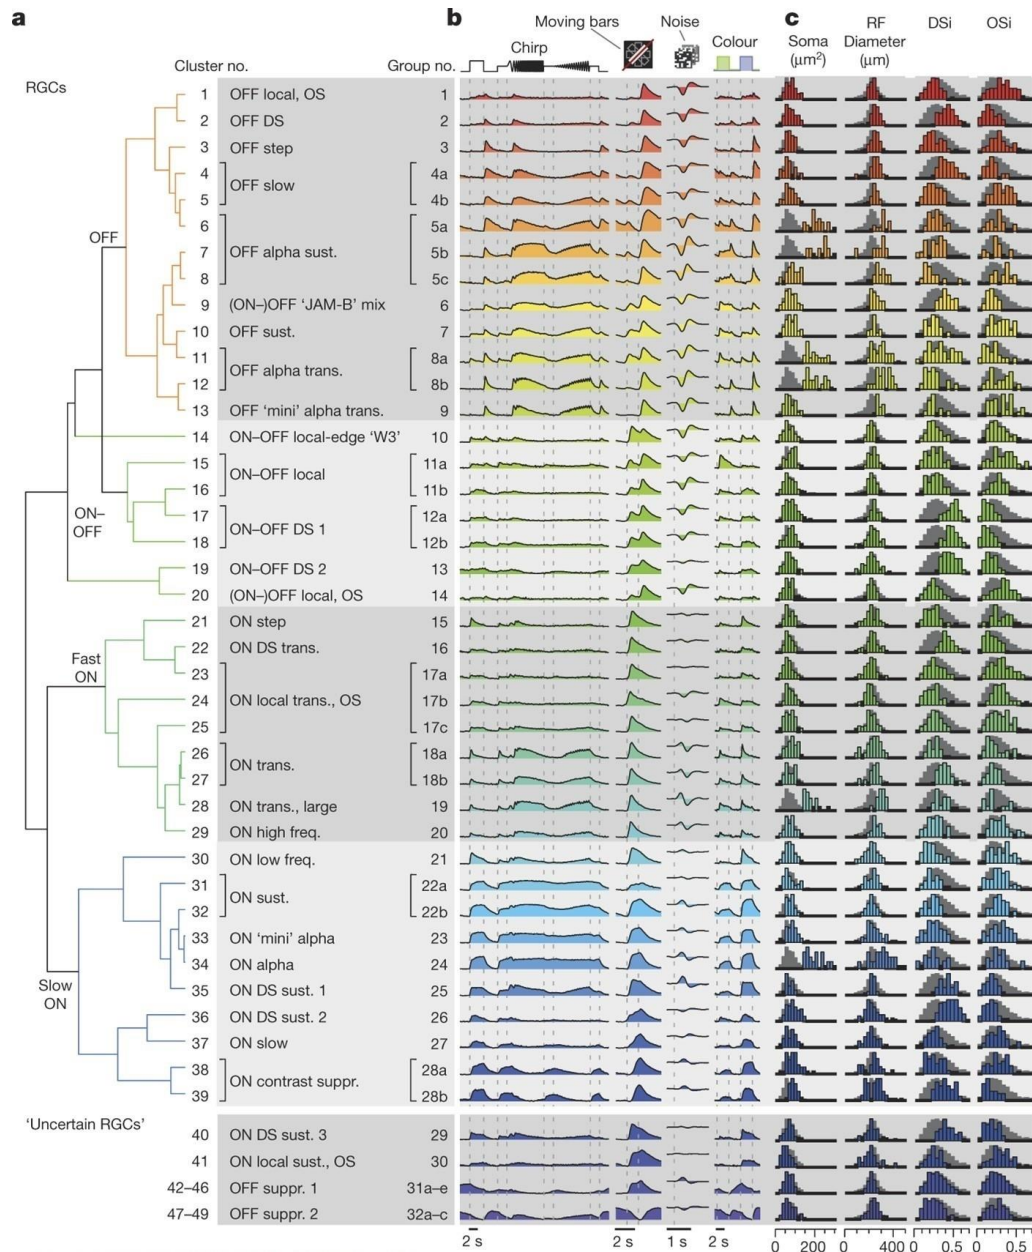 a
b
c
Moving bars
Noise
RF
DSi
OSi
Cluster no.
Group no.
Chirp
Colour
Soma
Diameter
(µm²)
(µm)
RGCs
1 OFF local, OS 1
2 OFF DS 2
3 OFF step 3
4 4a
OFF slow
5 4b
6 5a
OFF
7 OFF alpha sust. 5b
8 5c
9 (ON–)OFF ‘JAM-B’ mix 6
10 OFF sust. 7
11 8a
OFF alpha trans.
12 8b
13 OFF ‘mini’ alpha trans. 9
14 ON–OFF local-edge ‘W3’ 10
15 11a
ON–OFF local
16 11b
ON–
OFF
17 12a
ON–OFF DS 1
18 12b
19 ON–OFF DS 2 13
20 (ON–)OFF local, OS 14
21 ON step 15
22 ON DS trans. 16
Fast
ON
23 17a
24 ON local trans., OS 17b
25 17c
26 18a
ON trans.
27 18b
28 ON trans., large 19
29 ON high freq. 20
30 ON low freq. 21
31 22a
ON sust.
32 22b
33 ON ‘mini’ alpha 23
34 ON alpha 24
Slow
ON
35 ON DS sust. 1 25
36 ON DS sust. 2 26
37 ON slow 27
38 28a
ON contrast suppr.
39 28b
‘Uncertain RGCs’
40 ON DS sust. 3 29
41 ON local sust., OS 30
42–46 OFF suppr. 1 31a–e
47–49 OFF suppr. 2 32a–c
2 s 2 s 1 s 2 s
0 200 0 400 0 0.5 0 0.5